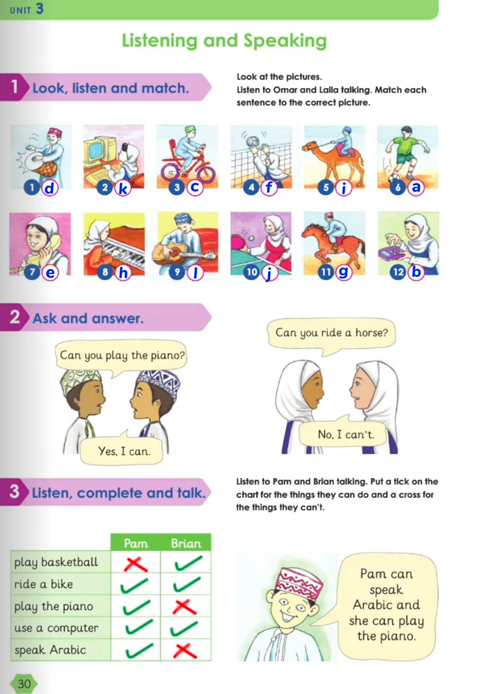 UNIT 3
Listening and Speaking
1 Look, listen and match.
Look at the pictures.
Listen to Omar and Laila talking. Match each
sentence to the correct picture.
1 d 2 k 3 c 4 f 5 i 6 a
7 e 8 h 9 l 10 j 11 g 12 b
2 Ask and answer.
Can you play the piano?
Yes, I can.
Can you ride a horse?
No, I can't.
3 Listen, complete and talk.
Listen to Pam and Brian talking. Put a tick on the
chart for the things they can do and a cross for
the things they can't.
Pam Brian
play basketball ✗ ✓
ride a bike ✓ ✓
play the piano ✓ ✗
use a computer ✓ ✓
speak Arabic ✓ ✗
Pam can
speak
Arabic and
she can play
the piano.
30